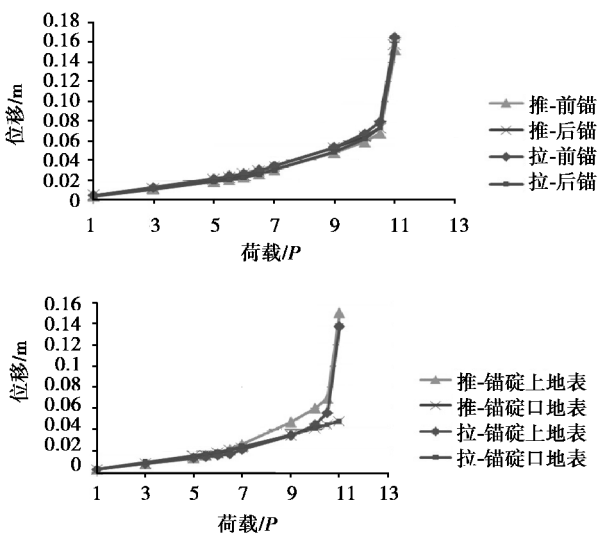 0.18
0.16
0.14
0.12
0.10
0.08
0.06
0.04
0.02
0
位移/m
1 3 5 7 9 11 13
荷载/P
推-前锚
推-后锚
拉-前锚
拉-后锚
0.16
0.14
0.12
0.1
0.08
0.06
0.04
0.02
0
位移/m
1 3 5 7 9 11 13
荷载/P
推-锚碇上地表
推-锚碇口地表
拉-锚碇上地表
拉-锚碇口地表